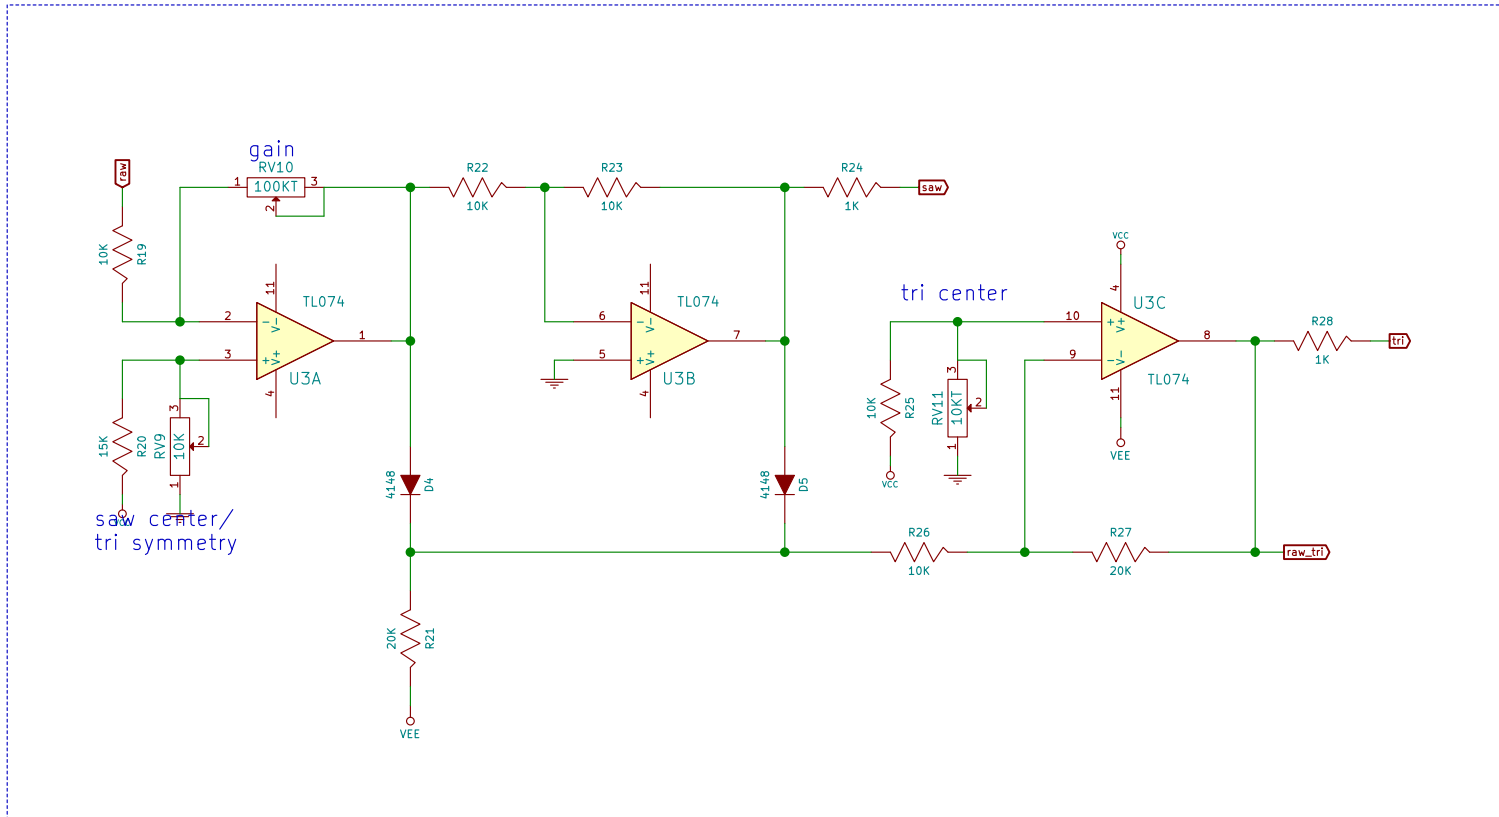 gain
RV10
1
100KT
3
2
raw
10K
R19
R22
10K
R23
10K
R24
1K
saw
11
TL074
2
−
V−
3
+
V+
1
U3A
4
11
TL074
6
−
V−
5
+
V+
7
U3B
4
VCC
4
tri center
U3C
10
+
V+
9
−
V−
8
TL074
11
VEE
R28
1K
tri
15K
R20
RV9
10K
3
2
1
VCC
saw center/
tri symmetry
4148
D4
4148
D5
10K
R25
VCC
RV11
10KT
3
2
1
R26
10K
R27
20K
raw_tri
20K
R21
VEE